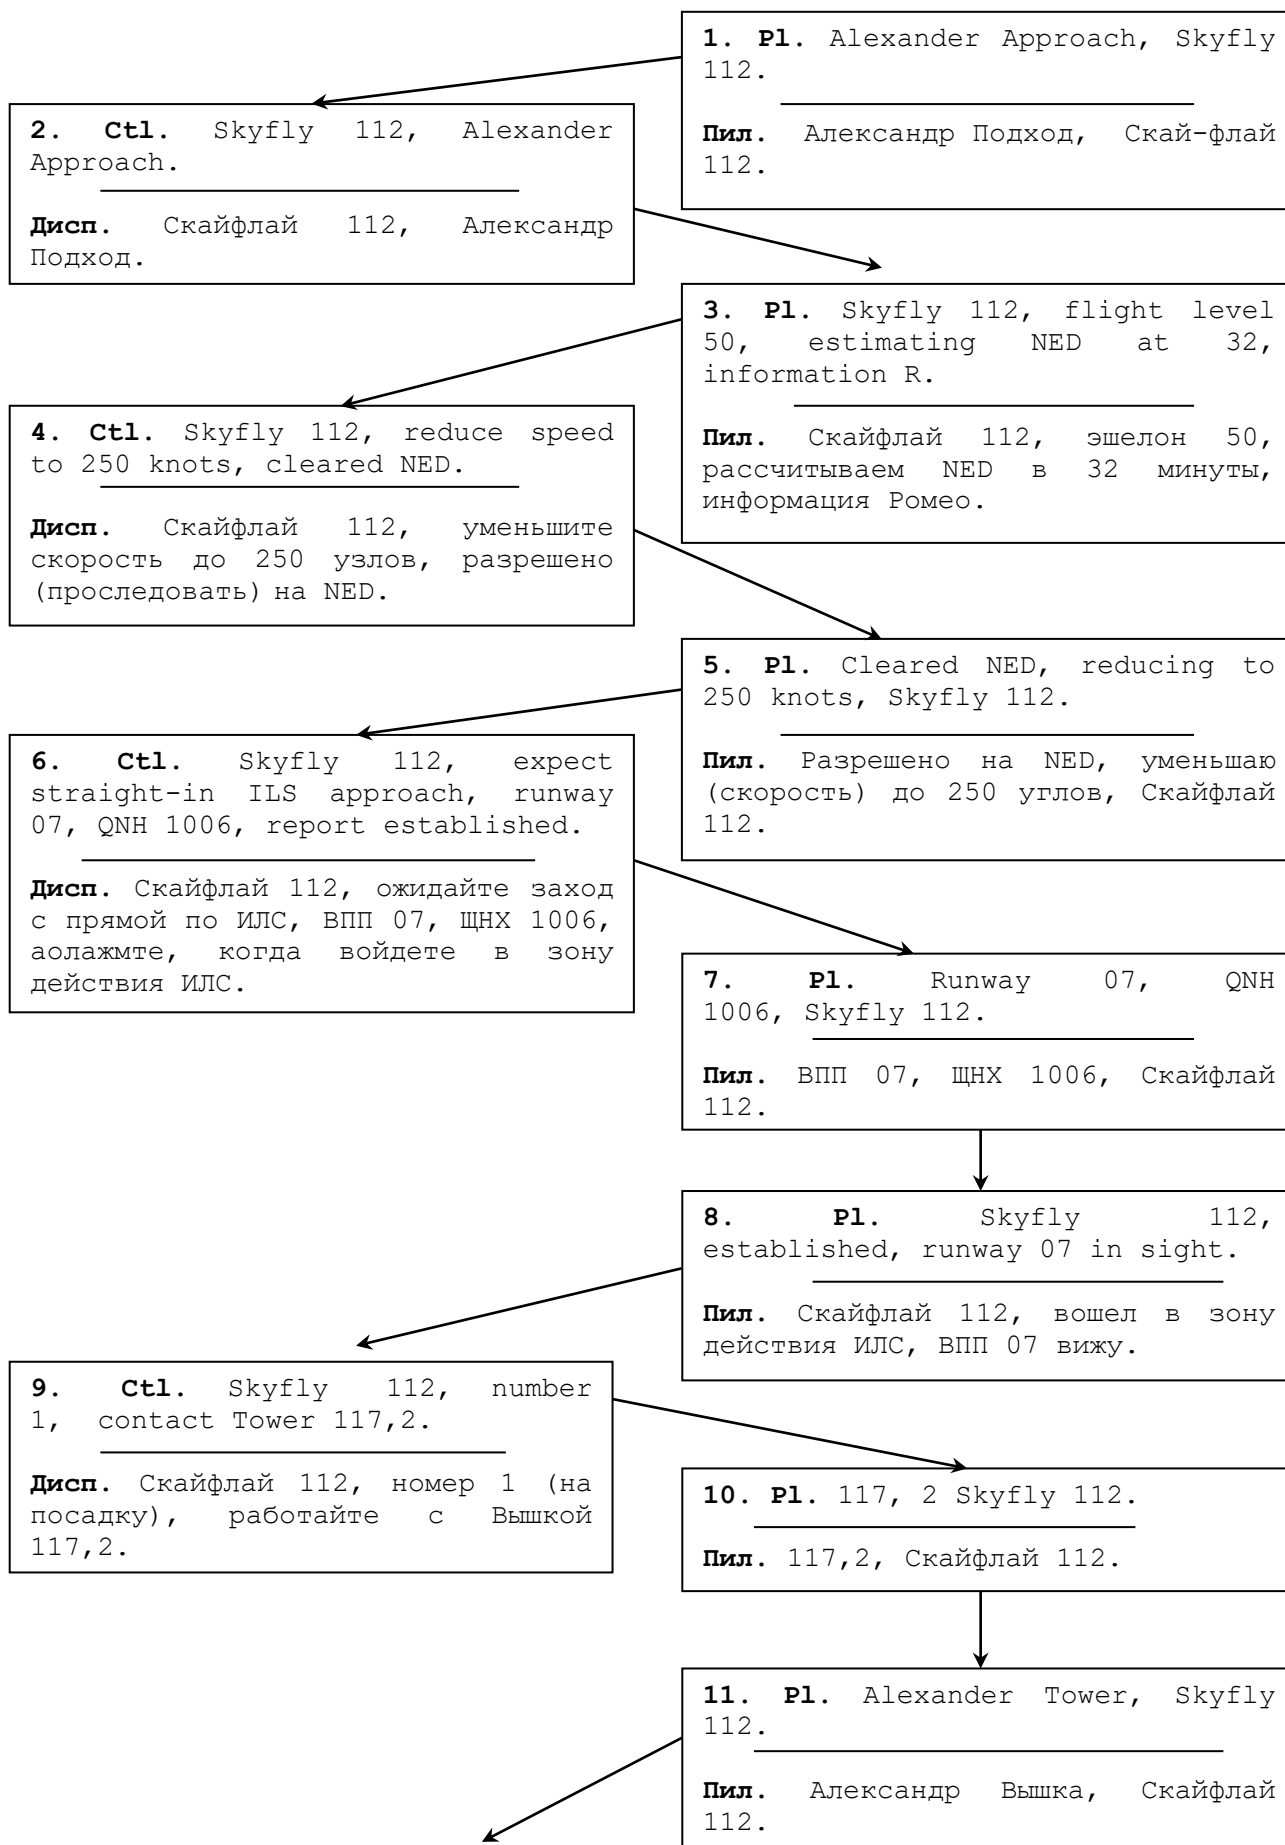 1. Pl. Alexander Approach, Skyfly
112.
Пил. Александр Подход, Скай-флай
112.
2. Ctl. Skyfly 112, Alexander
Approach.
Дисп. Скайфлай 112, Александр
Подход.
3. Pl. Skyfly 112, flight level
50, estimating NED at 32,
information R.
Пил. Скайфлай 112, эшелон 50,
рассчитываем NED в 32 минуты,
информация Ромео.
4. Ctl. Skyfly 112, reduce speed
to 250 knots, cleared NED.
Дисп. Скайфлай 112, уменьшите
скорость до 250 узлов, разрешено
(проследовать) на NED.
5. Pl. Cleared NED, reducing to
250 knots, Skyfly 112.
Пил. Разрешено на NED, уменьшаю
(скорость) до 250 углов, Скайфлай
112.
6. Ctl. Skyfly 112, expect
straight-in ILS approach, runway
07, QNH 1006, report established.
Дисп. Скайфлай 112, ожидайте заход
с прямой по ИЛС, ВПП 07, ЩНХ 1006,
аолажмте, когда войдете в зону
действия ИЛС.
7. Pl. Runway 07, QNH
1006, Skyfly 112.
Пил. ВПП 07, ЩНХ 1006, Скайфлай
112.
8. Pl. Skyfly 112,
established, runway 07 in sight.
Пил. Скайфлай 112, вошел в зону
действия ИЛС, ВПП 07 вижу.
9. Ctl. Skyfly 112, number
1, contact Tower 117,2.
Дисп. Скайфлай 112, номер 1 (на
посадку), работайте с Вышкой
117,2.
10. Pl. 117, 2 Skyfly 112.
Пил. 117,2, Скайфлай 112.
11. Pl. Alexander Tower, Skyfly
112.
Пил. Александр Вышка, Скайфлай
112.